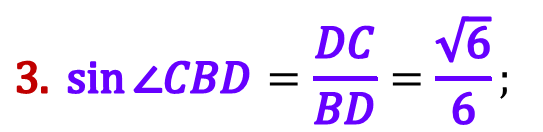 3. sin ∠CBD = DC/BD = √6/6;